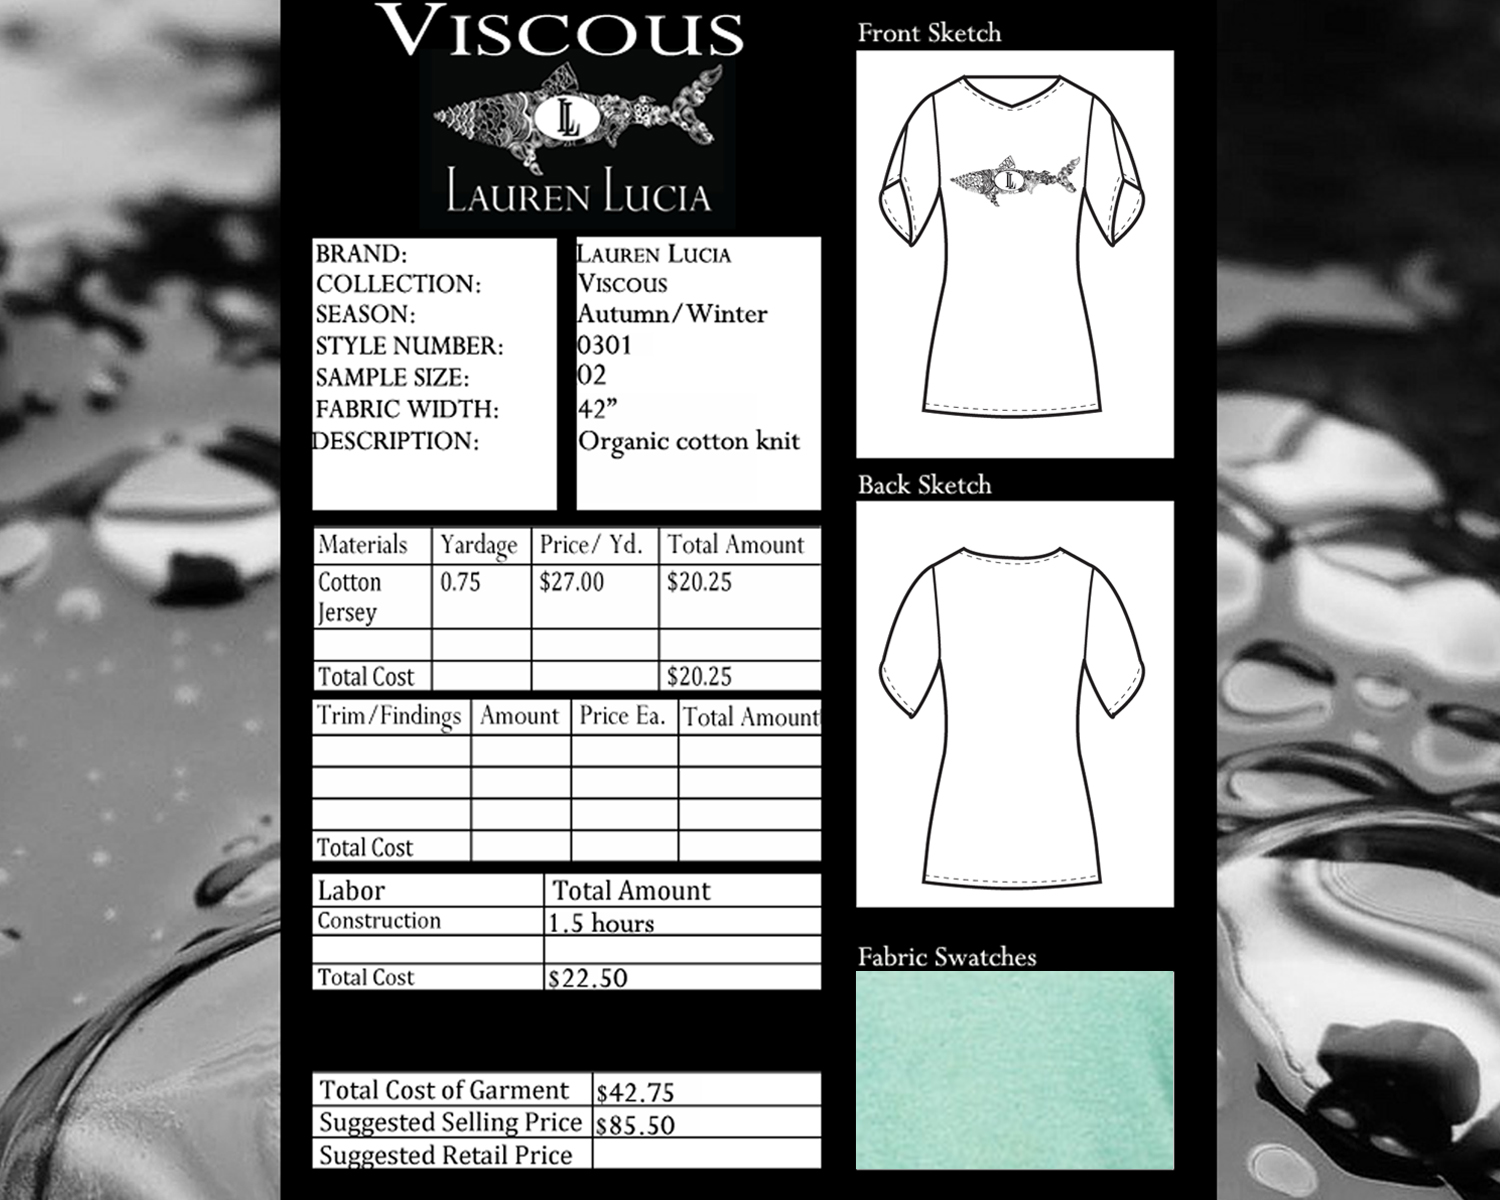 VISCOUS
LL
LAUREN LUCIA
BRAND: LAUREN LUCIA
COLLECTION: VISCOUS
SEASON: Autumn/Winter
STYLE NUMBER: 0301
SAMPLE SIZE: 02
FABRIC WIDTH: 42”
DESCRIPTION: Organic cotton knit
Materials Yardage Price/ Yd. Total Amount
Cotton 0.75 $27.00 $20.25
Jersey
Total Cost $20.25
Trim/Findings Amount Price Ea. Total Amount
Total Cost
Labor Total Amount
Construction 1.5 hours
Total Cost $22.50
Total Cost of Garment $42.75
Suggested Selling Price $85.50
Suggested Retail Price
Front Sketch
LL
Back Sketch
Fabric Swatches